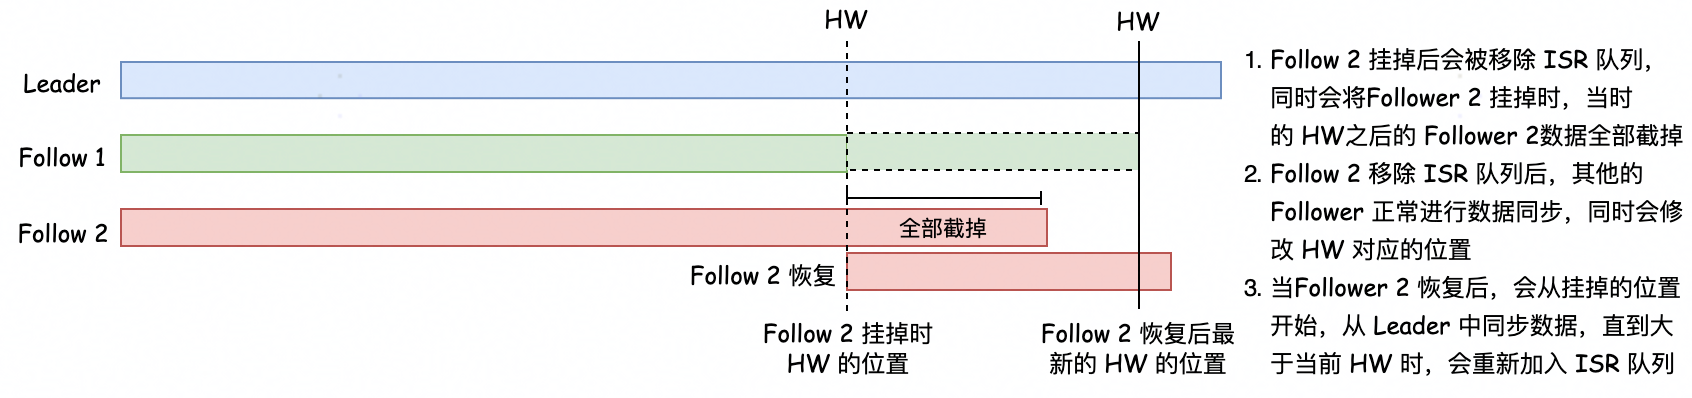 HW
HW
Leader
Follow 1
Follow 2
全部截掉
Follow 2 恢复
Follow 2 挂掉时
HW 的位置
Follow 2 恢复后最
新的 HW 的位置
1. Follow 2 挂掉后会被移除 ISR 队列，
同时会将Follower 2 挂掉时，当时
的 HW之后的 Follower 2数据全部截掉
2. Follow 2 移除 ISR 队列后，其他的
Follower 正常进行数据同步，同时会修
改 HW 对应的位置
3. 当Follower 2 恢复后，会从挂掉的位置
开始，从 Leader 中同步数据，直到大
于当前 HW 时，会重新加入 ISR 队列